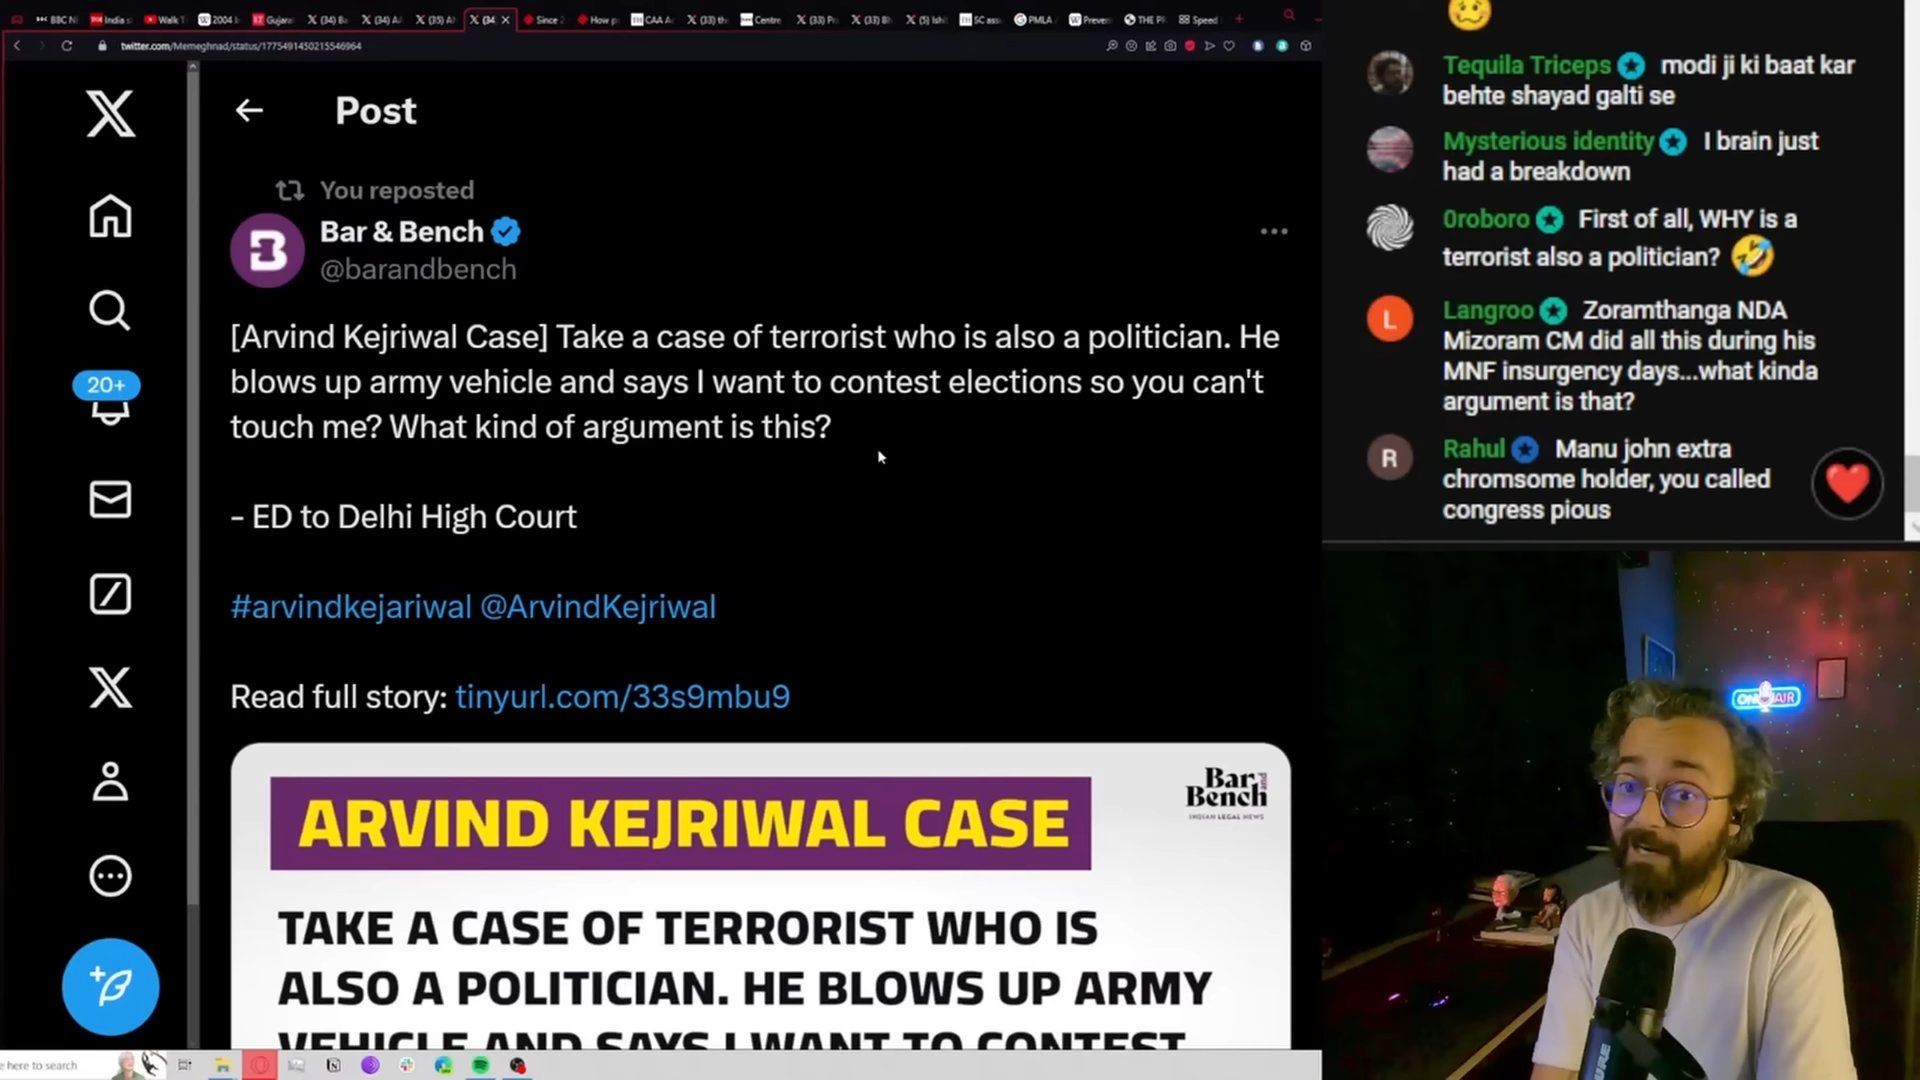 BBC N
India s
Walk T
2004 I
Gujarat
(34) Ba
(34) A
(35) A
(34
Since 2
How p
CAA A
(33) th
Centre
(33) Po
(33) Bh
(5) Ishi
SC ass
PMLA
Preven
THE P
Speed
twitter.com/Memeghnad/status/1775491450215546964
Post
You reposted
Bar & Bench
@barandbench
20+
[Arvind Kejriwal Case] Take a case of terrorist who is also a politician. He
blows up army vehicle and says I want to contest elections so you can't
touch me? What kind of argument is this?
– ED to Delhi High Court
#arvindkejariwal @ArvindKejriwal
Read full story: tinyurl.com/33s9mbu9
Bar and
Bench
INDIAN LEGAL NEWS
ARVIND KEJRIWAL CASE
TAKE A CASE OF TERRORIST WHO IS
ALSO A POLITICIAN. HE BLOWS UP ARMY
VEHICLE AND SAYS I WANT TO CONTEST
e here to search
Tequila Triceps modi ji ki baat kar
behte shayad galti se
Mysterious identity I brain just
had a breakdown
0roboro First of all, WHY is a
terrorist also a politician?
L
Langroo Zoramthanga NDA
Mizoram CM did all this during his
MNF insurgency days...what kinda
argument is that?
R
Rahul Manu john extra
chromsome holder, you called
congress pious
ON AIR